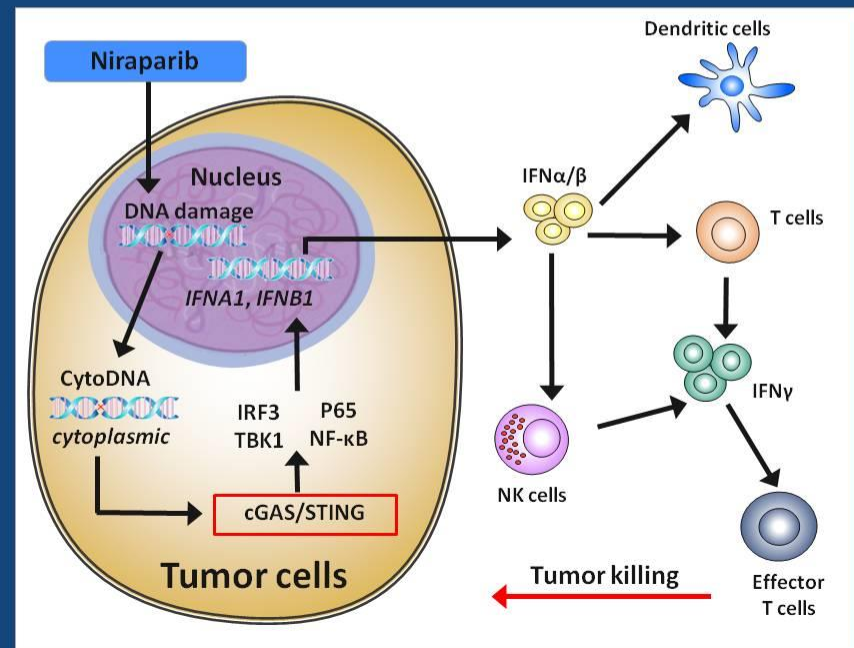 Niraparib
Nucleus
DNA damage
IFNA1, IFNB1
CytoDNA
cytoplasmic
IRF3
TBK1
P65
NF-κB
cGAS/STING
Tumor cells
Dendritic cells
IFNα/β
T cells
IFNγ
NK cells
Tumor killing
Effector
T cells